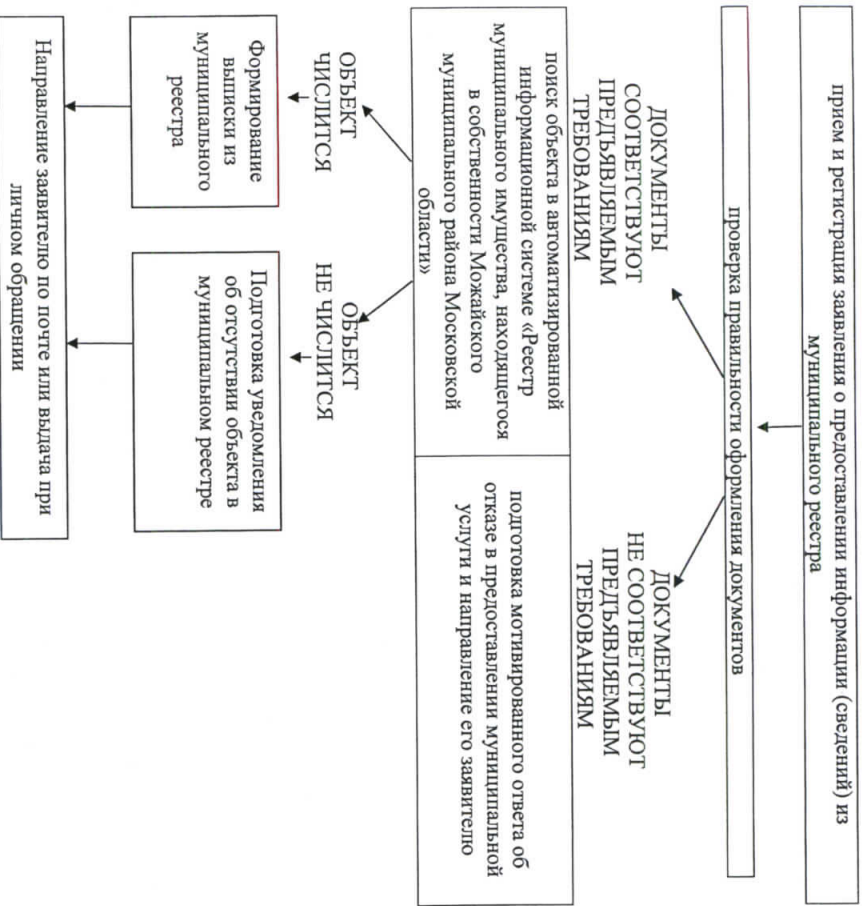 прием и регистрация заявления о предоставлении информации (сведений) из
муниципального реестра
проверка правильности оформления документов
ДОКУМЕНТЫ
СООТВЕТСТВУЮТ
ПРЕДЪЯВЛЯЕМЫМ
ТРЕБОВАНИЯМ
ДОКУМЕНТЫ
НЕ СООТВЕТСТВУЮТ
ПРЕДЪЯВЛЯЕМЫМ
ТРЕБОВАНИЯМ
поиск объекта в автоматизированной
информационной системе «Реестр
муниципального имущества, находящегося
в собственности Можайского
муниципального района Московской
области»
подготовка мотивированного ответа об
отказе в предоставлении муниципальной
услуги и направление его заявителю
ОБЪЕКТ
ЧИСЛИТСЯ
ОБЪЕКТ
НЕ ЧИСЛИТСЯ
Формирование
выписки из
муниципального
реестра
Подготовка уведомления
об отсутствии объекта в
муниципальном реестре
Направление заявителю по почте или выдача при
личном обращении